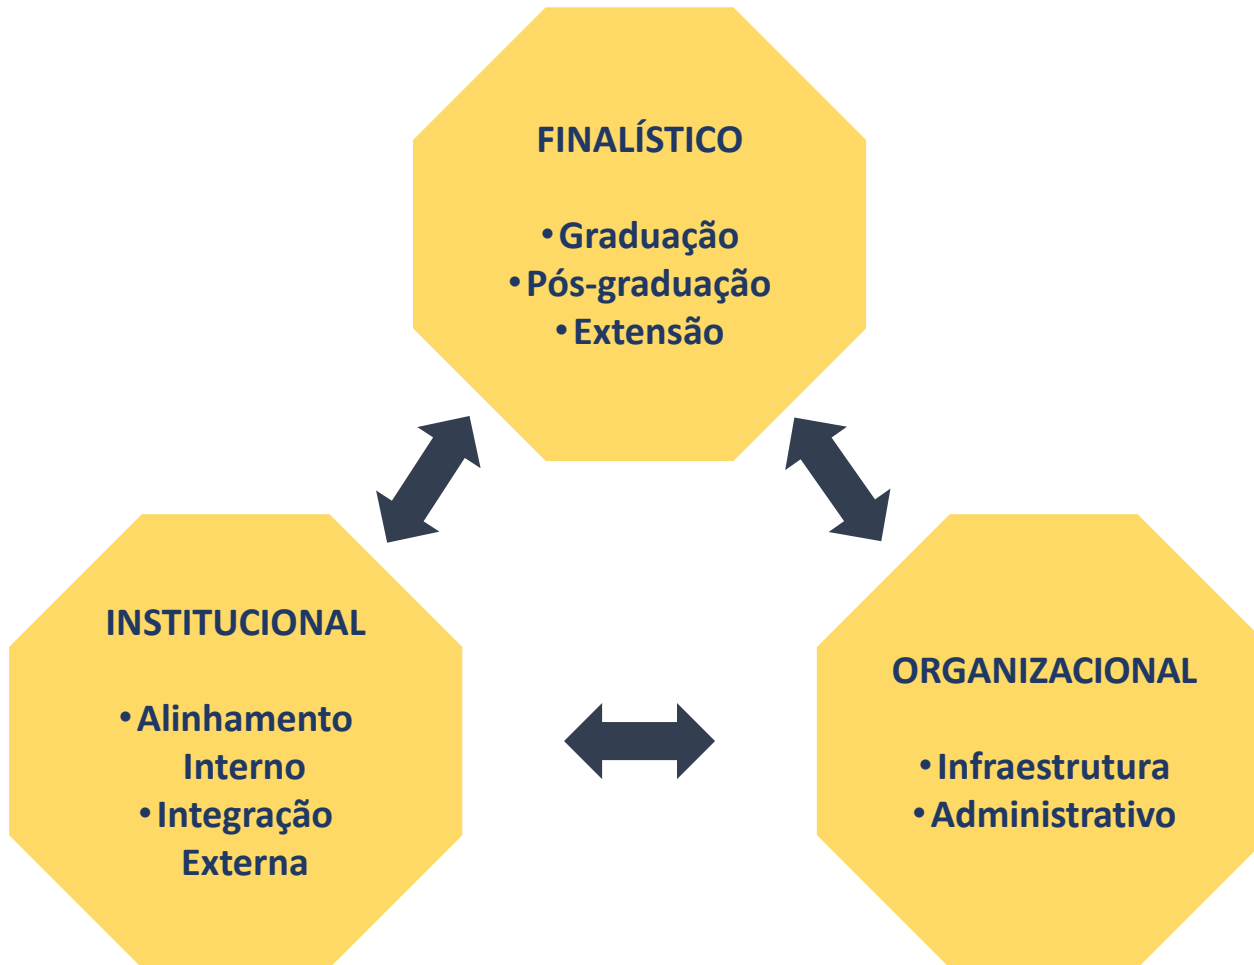 FINALÍSTICO
• Graduação
• Pós-graduação
• Extensão
INSTITUCIONAL
• Alinhamento
Interno
• Integração
Externa
ORGANIZACIONAL
• Infraestrutura
• Administrativo